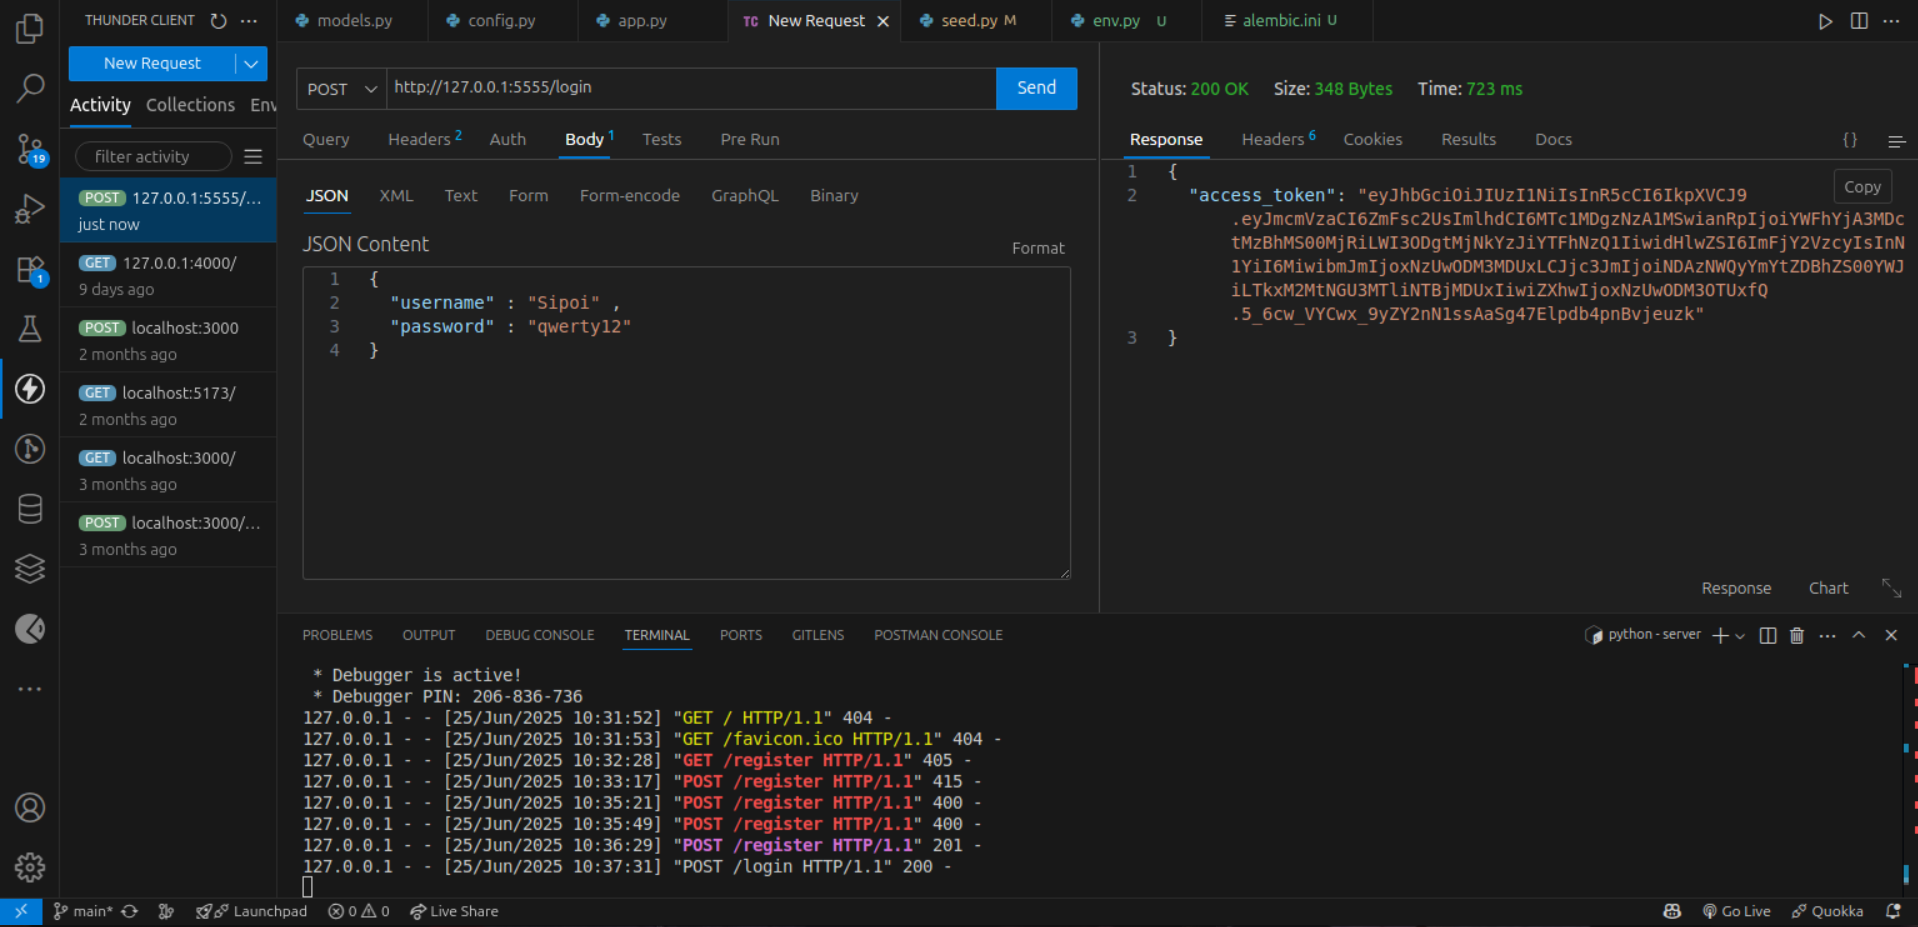 THUNDER CLIENT
models.py
config.py
app.py
TC New Request
seed.py M
env.py U
alembic.ini U
New Request
POST
http://127.0.0.1:5555/login
Send
Status: 200 OK Size: 348 Bytes Time: 723 ms
Activity Collections Env
Query Headers 2 Auth Body 1 Tests Pre Run
Response Headers 6 Cookies Results Docs {}
filter activity
POST 127.0.0.1:5555/...
just now
GET 127.0.0.1:4000/
9 days ago
POST localhost:3000
2 months ago
GET localhost:5173/
2 months ago
GET localhost:3000/
3 months ago
POST localhost:3000/...
3 months ago
JSON XML Text Form Form-encode GraphQL Binary
JSON Content
Format
1 {
2 "username" : "Sipoi" ,
3 "password" : "qwerty12"
4 }
Copy
1 {
2 "access_token": "eyJhbGciOiJIUzI1NiIsInR5cCI6IkpXVCJ9
.eyJmcmVzaCI6ZmFsc2UsImlhdCI6MTc1MDgzNzA1MSwianRpIjoiYWFhYjA3MDc
tMzBhMS00MjRiLWI3ODgtMjNkYzJiYTFhNzQ1IiwidHlwZSI6ImFjY2VzcyIsInN
1YiI6MiwibmJmIjoxNzUwODM3MDUxLCJjc3JmIjoiNDAzNWQyYmYtZDBhZS00YWJ
iLTkxM2MtNGU3MTliNTBjMDUxIiwiZXhwIjoxNzUwODM3OTUxfQ
.5_6cw_VYCwx_9yZY2nN1ssAaSg47Elpdb4pnBvjeuzk"
3 }
Response Chart
PROBLEMS OUTPUT DEBUG CONSOLE TERMINAL PORTS GITLENS POSTMAN CONSOLE
python - server
* Debugger is active!
* Debugger PIN: 206-836-736
127.0.0.1 - - [25/Jun/2025 10:31:52] "GET / HTTP/1.1" 404 -
127.0.0.1 - - [25/Jun/2025 10:31:53] "GET /favicon.ico HTTP/1.1" 404 -
127.0.0.1 - - [25/Jun/2025 10:32:28] "GET /register HTTP/1.1" 405 -
127.0.0.1 - - [25/Jun/2025 10:33:17] "POST /register HTTP/1.1" 415 -
127.0.0.1 - - [25/Jun/2025 10:35:21] "POST /register HTTP/1.1" 400 -
127.0.0.1 - - [25/Jun/2025 10:35:49] "POST /register HTTP/1.1" 400 -
127.0.0.1 - - [25/Jun/2025 10:36:29] "POST /register HTTP/1.1" 201 -
127.0.0.1 - - [25/Jun/2025 10:37:31] "POST /login HTTP/1.1" 200 -
19
1
main* Launchpad 0 0 Live Share
Go Live Quokka